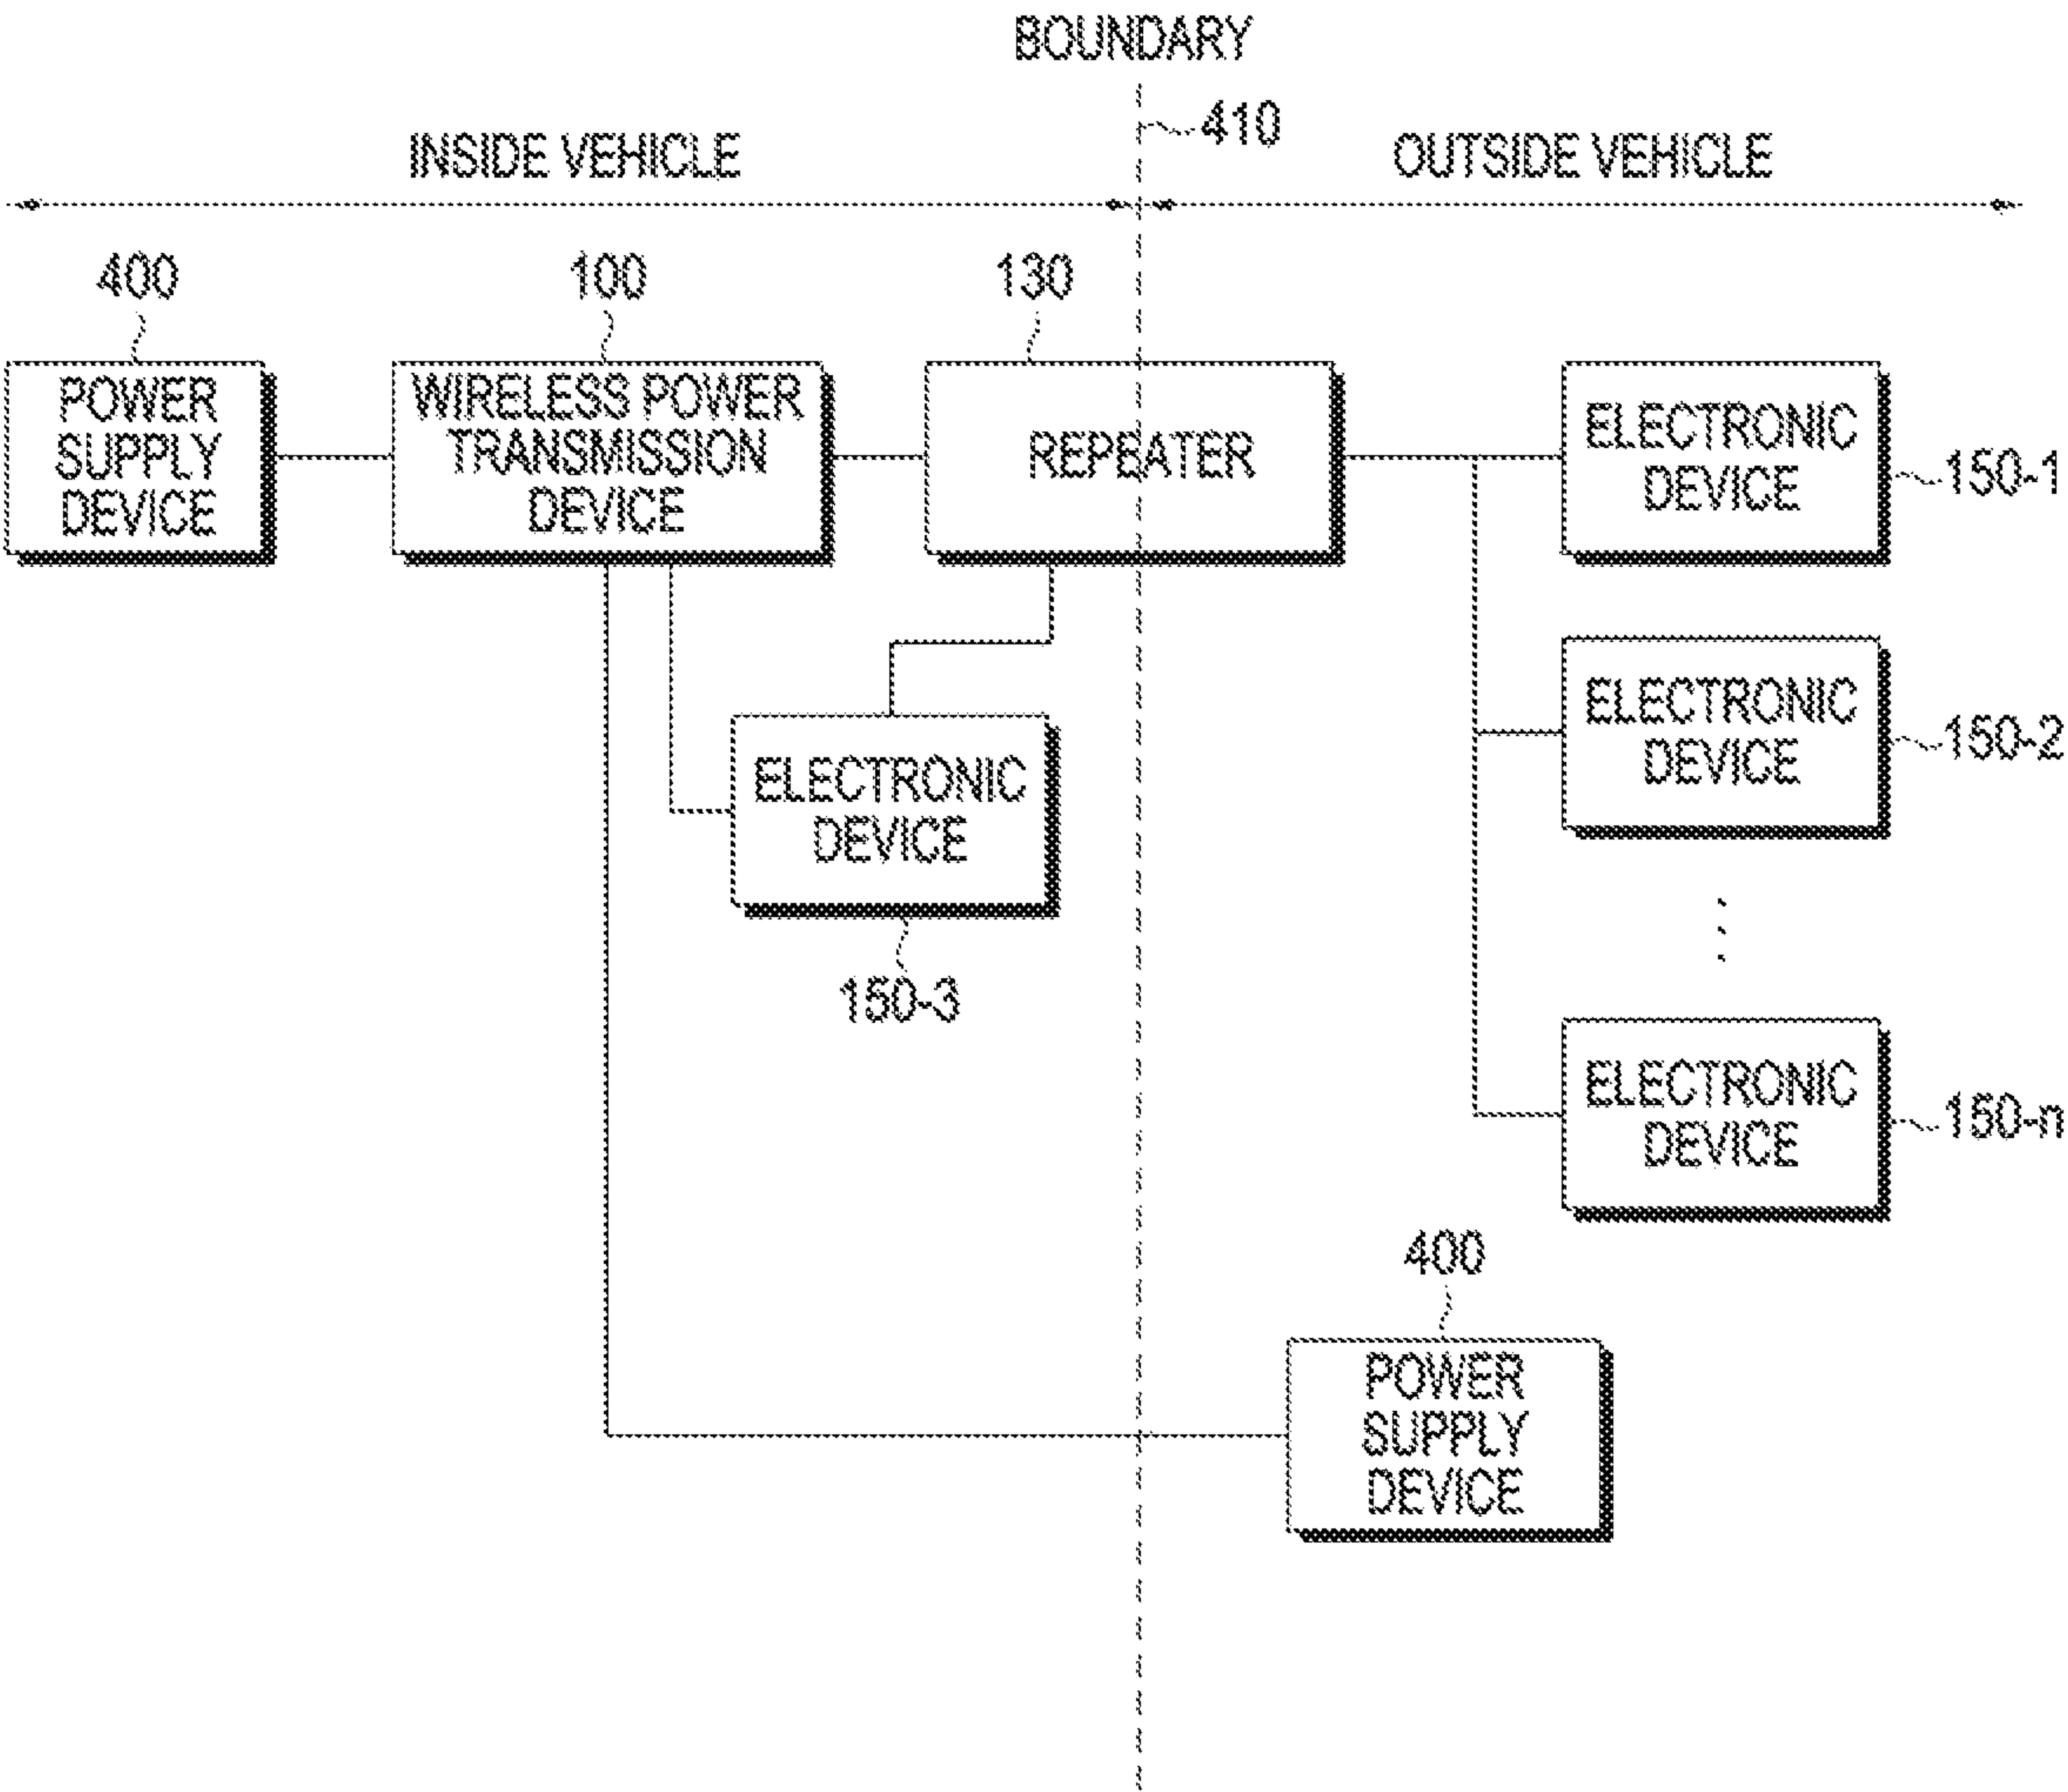 BOUNDARY
410
INSIDE VEHICLE
OUTSIDE VEHICLE
400
100
130
POWER
SUPPLY
DEVICE
WIRELESS POWER
TRANSMISSION
DEVICE
REPEATER
ELECTRONIC
DEVICE
150-1
ELECTRONIC
DEVICE
150-2
ELECTRONIC
DEVICE
150-3
ELECTRONIC
DEVICE
150-n
400
POWER
SUPPLY
DEVICE